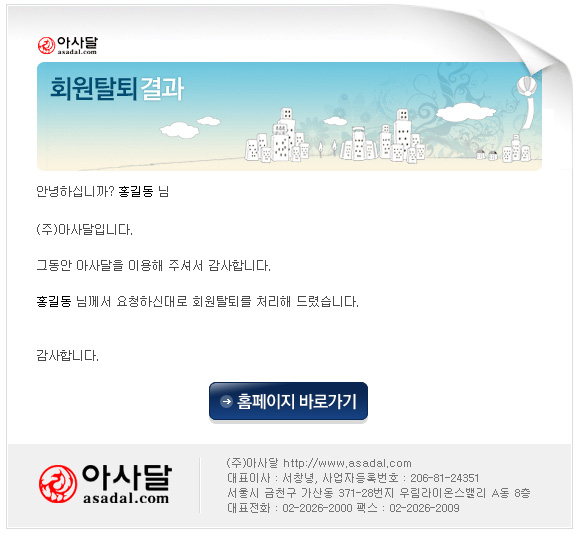 아사달
asadal.com
회원탈퇴결과
안녕하십니까? 홍길동 님
(주)아사달입니다.
그동안 아사달을 이용해 주셔서 감사합니다.
홍길동 님께서 요청하신대로 회원탈퇴를 처리해 드렸습니다.
감사합니다.
홈페이지 바로가기
아사달
asadal.com
(주)아사달 http://www.asadal.com
대표이사 : 서창녕, 사업자등록번호 : 206-81-24351
서울시 금천구 가산동 371-28번지 우림라이온스밸리 A동 8층
대표전화 : 02-2026-2000 팩스 : 02-2026-2009